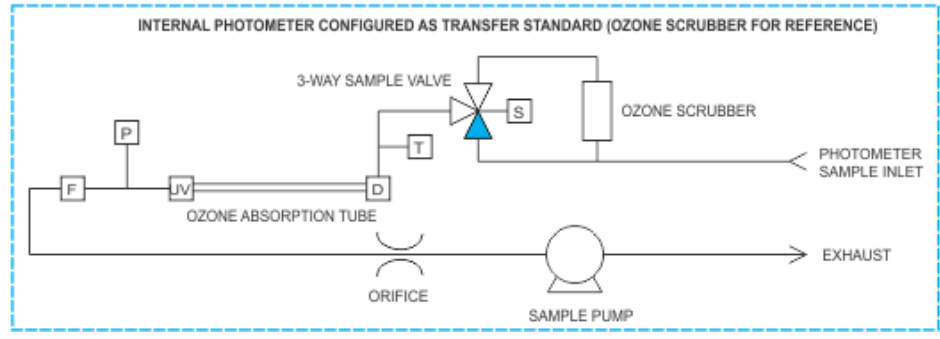 INTERNAL PHOTOMETER CONFIGURED AS TRANSFER STANDARD (OZONE SCRUBBER FOR REFERENCE)
3-WAY SAMPLE VALVE
S
OZONE SCRUBBER
P
T
PHOTOMETER
SAMPLE INLET
F
UV
D
OZONE ABSORPTION TUBE
EXHAUST
ORIFICE
SAMPLE PUMP